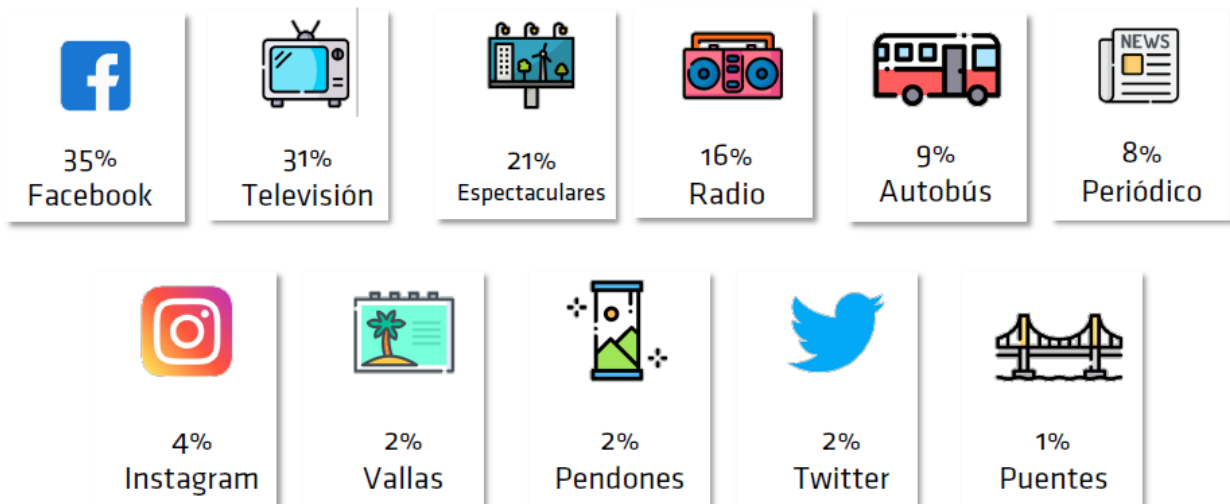 NEWS
35%
Facebook
31%
Televisión
21%
Espectaculares
16%
Radio
9%
Autobús
8%
Periódico
4%
Instagram
2%
Vallas
2%
Pendones
2%
Twitter
1%
Puentes